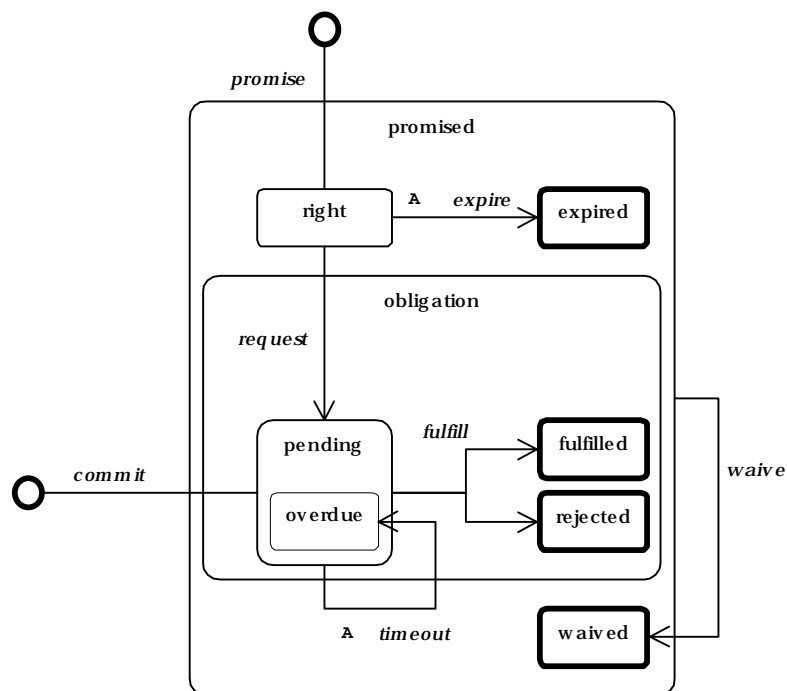 promise
promised
right
A expire
expired
obligation
request
pending
fulfill
fulfilled
commit
waive
overdue
rejected
A timeout
waived